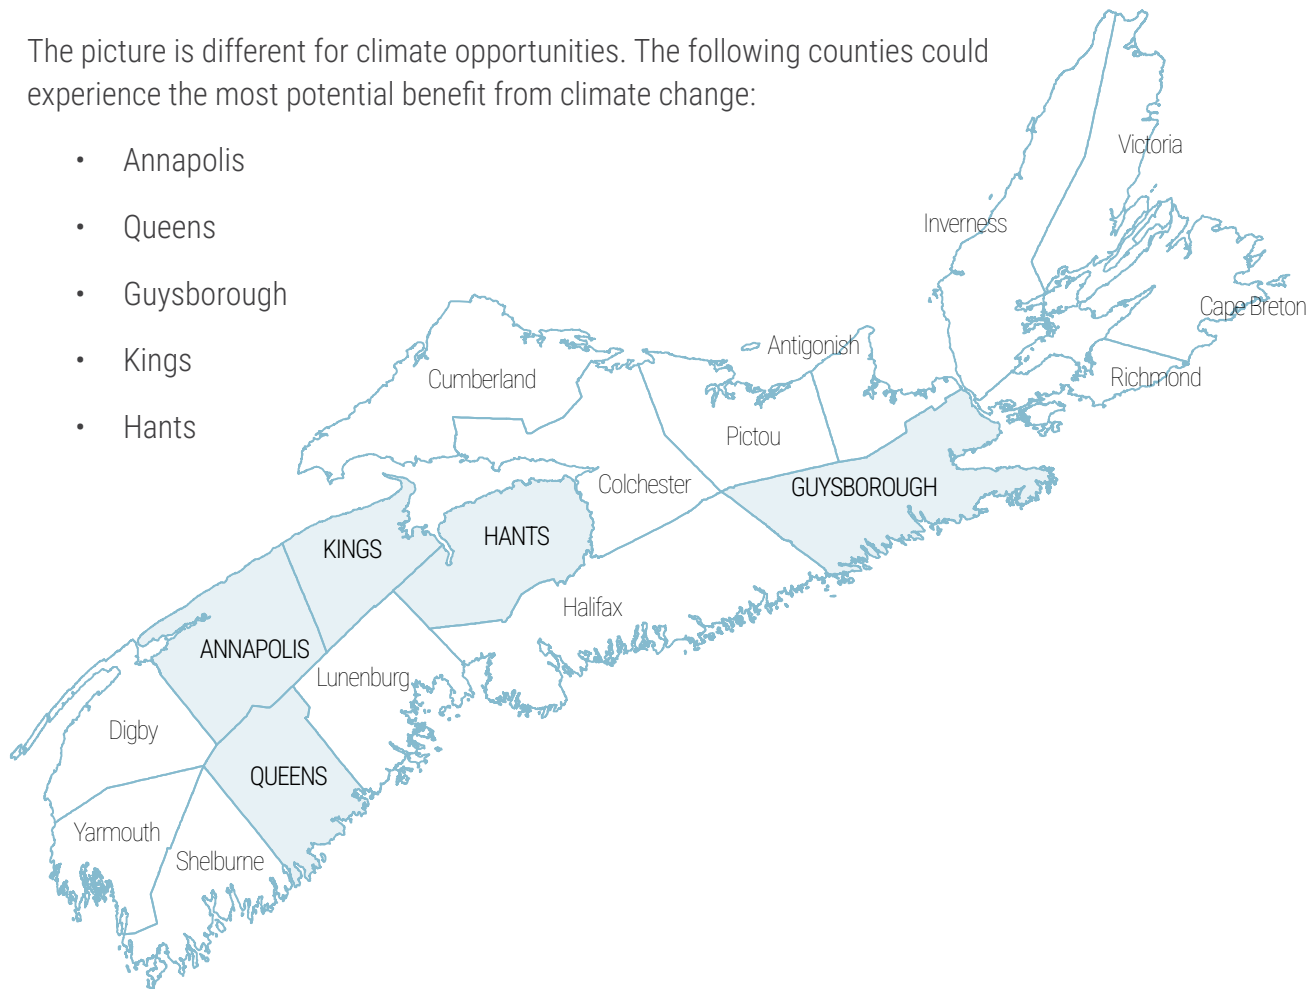 The picture is different for climate opportunities. The following counties could
experience the most potential benefit from climate change:
• Annapolis
• Queens
• Guysborough
• Kings
• Hants
Victoria
Inverness
Cape Breton
Antigonish
Richmond
Cumberland
Pictou
Colchester
GUYSBOROUGH
HANTS
KINGS
Halifax
ANNAPOLIS
Lunenburg
Digby
QUEENS
Yarmouth
Shelburne